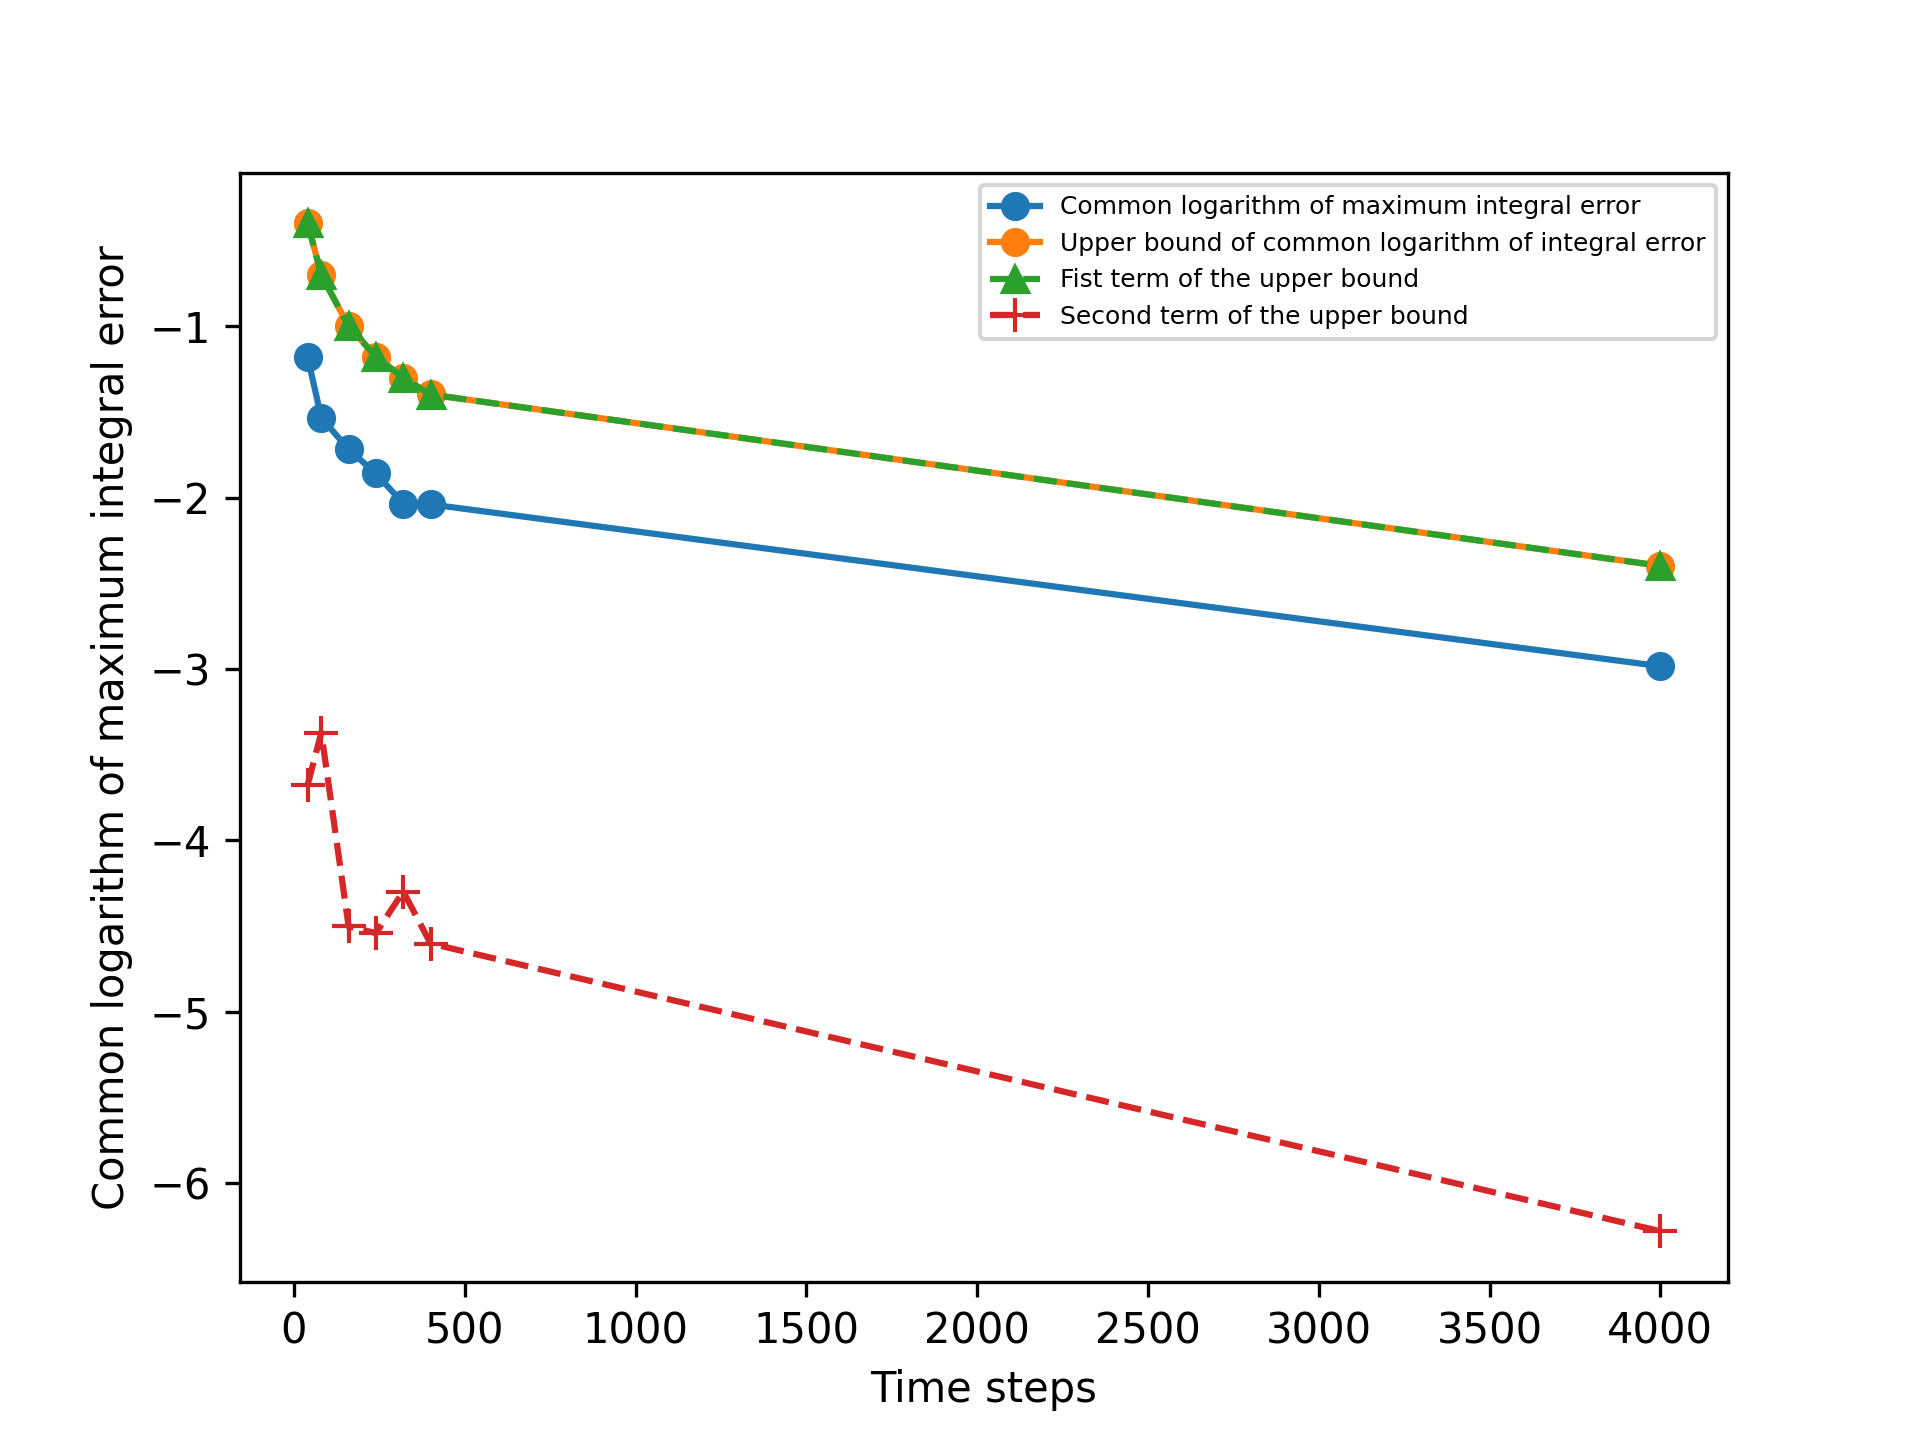 Common logarithm of maximum integral error
Upper bound of common logarithm of integral error
Fist term of the upper bound
Second term of the upper bound
Common logarithm of maximum integral error
−1
−2
−3
−4
−5
−6
0 500 1000 1500 2000 2500 3000 3500 4000
Time steps